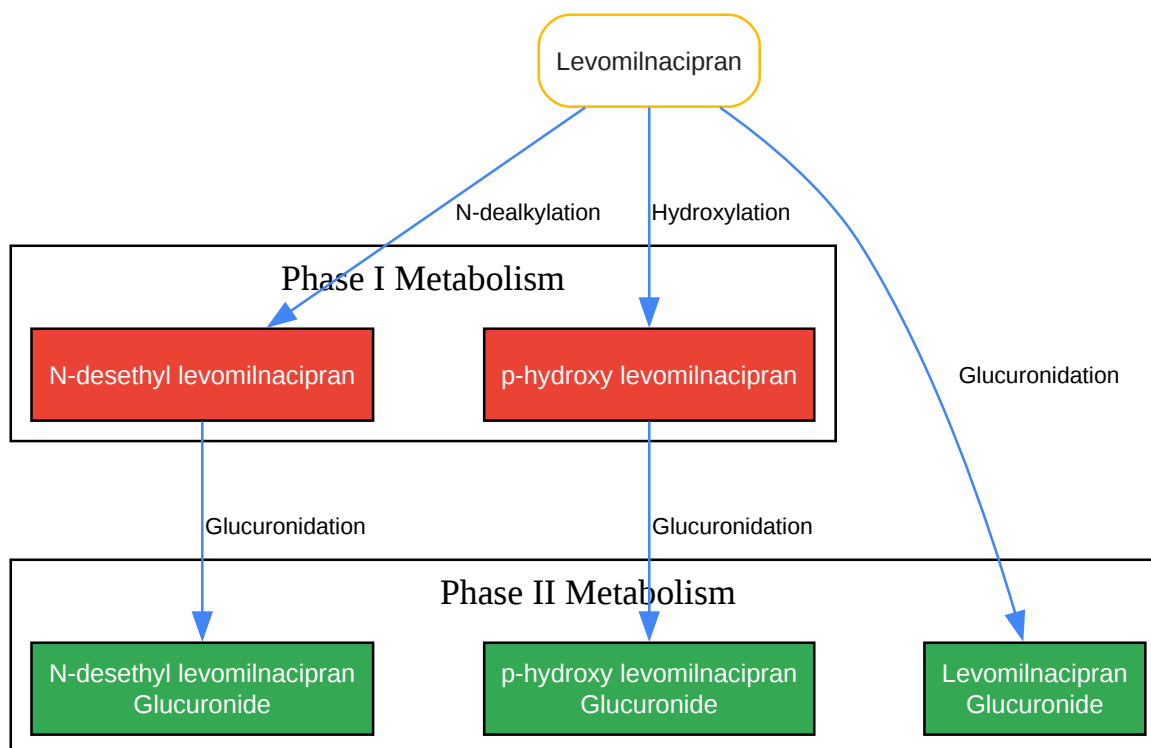 Levomilnacipran
N-dealkylation
Hydroxylation
Phase I Metabolism
N-desethyl levomilnacipran
p-hydroxy levomilnacipran
Glucuronidation
Glucuronidation
Glucuronidation
Phase II Metabolism
N-desethyl levomilnacipran
Glucuronide
p-hydroxy levomilnacipran
Glucuronide
Levomilnacipran
Glucuronide